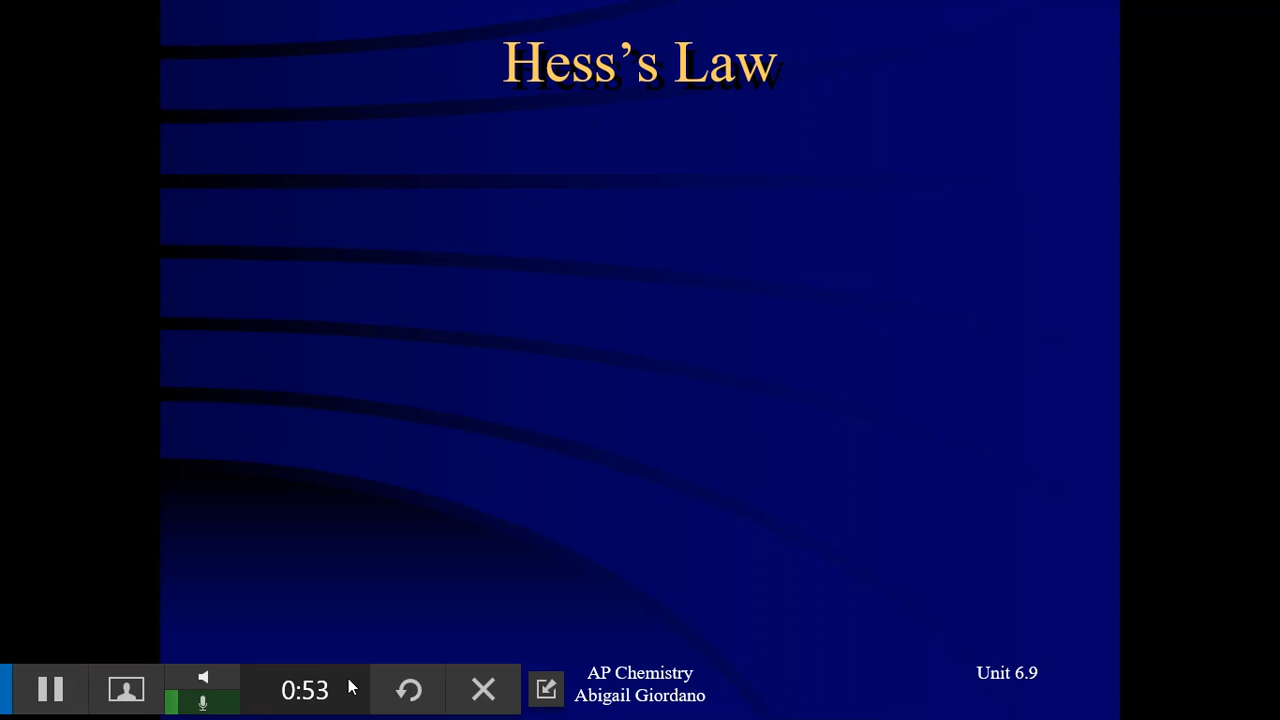 Hess’s Law
0:53
AP Chemistry
Abigail Giordano
Unit 6.9